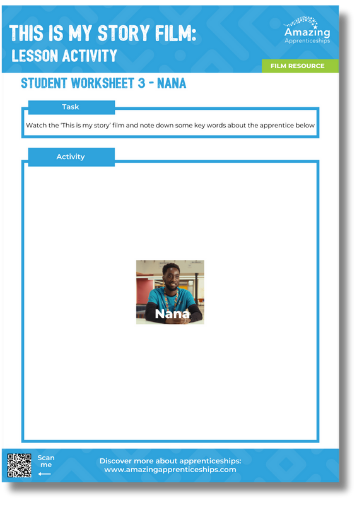 THIS IS MY STORY FILM:
LESSON ACTIVITY
Amazing
Apprenticeships
FILM RESOURCE
STUDENT WORKSHEET 3 - NANA
Task
Watch the 'This is my story' film and note down some key words about the apprentice below
Activity
Nana
Scan
me
Discover more about apprenticeships:
www.amazingapprenticeships.com